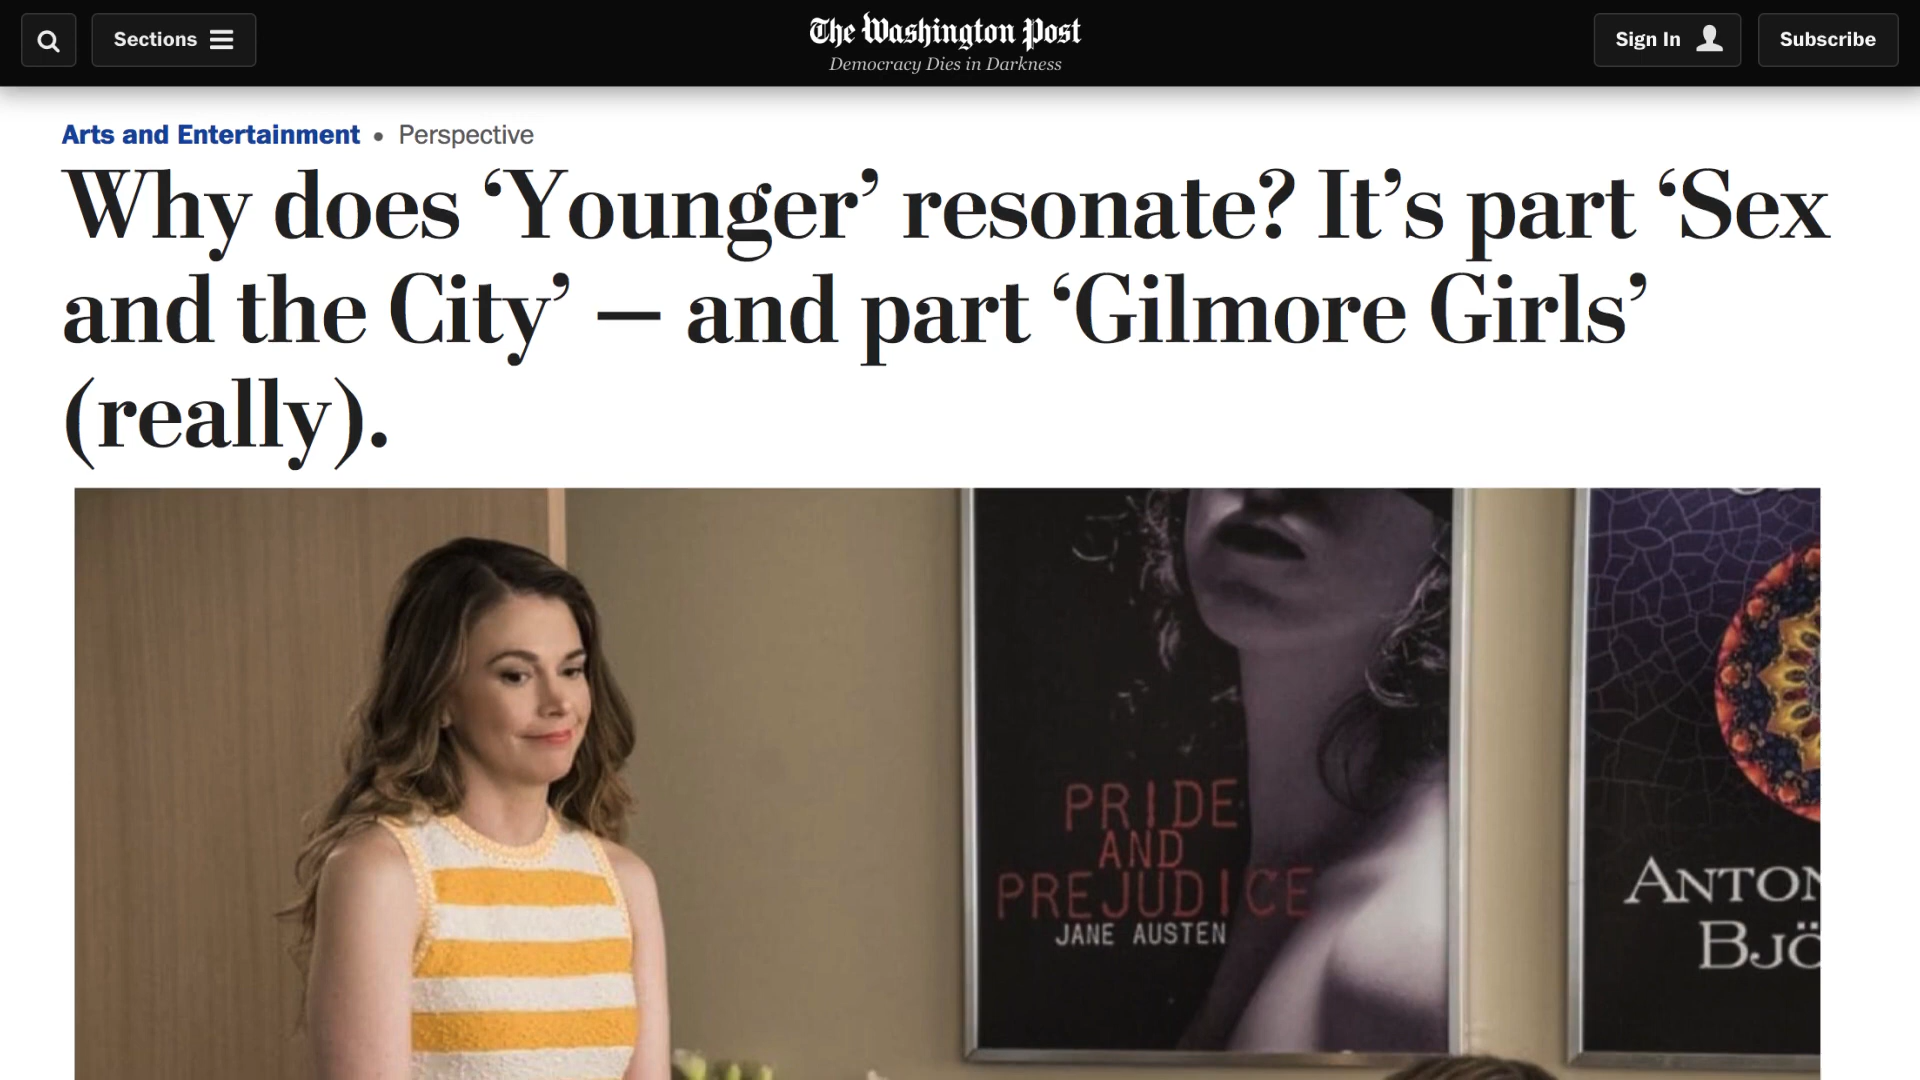 Sections
The Washington Post
Democracy Dies in Darkness
Sign In
Subscribe
Arts and Entertainment • Perspective
Why does ‘Younger’ resonate? It’s part ‘Sex
and the City’ — and part ‘Gilmore Girls’
(really).
PRIDE
AND
PREJUDICE
JANE AUSTEN
ANTON
BJÖ